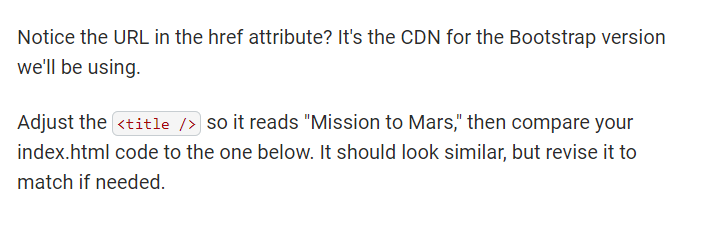 Notice the URL in the href attribute? It's the CDN for the Bootstrap version
we'll be using.
Adjust the <title /> so it reads "Mission to Mars," then compare your
index.html code to the one below. It should look similar, but revise it to
match if needed.